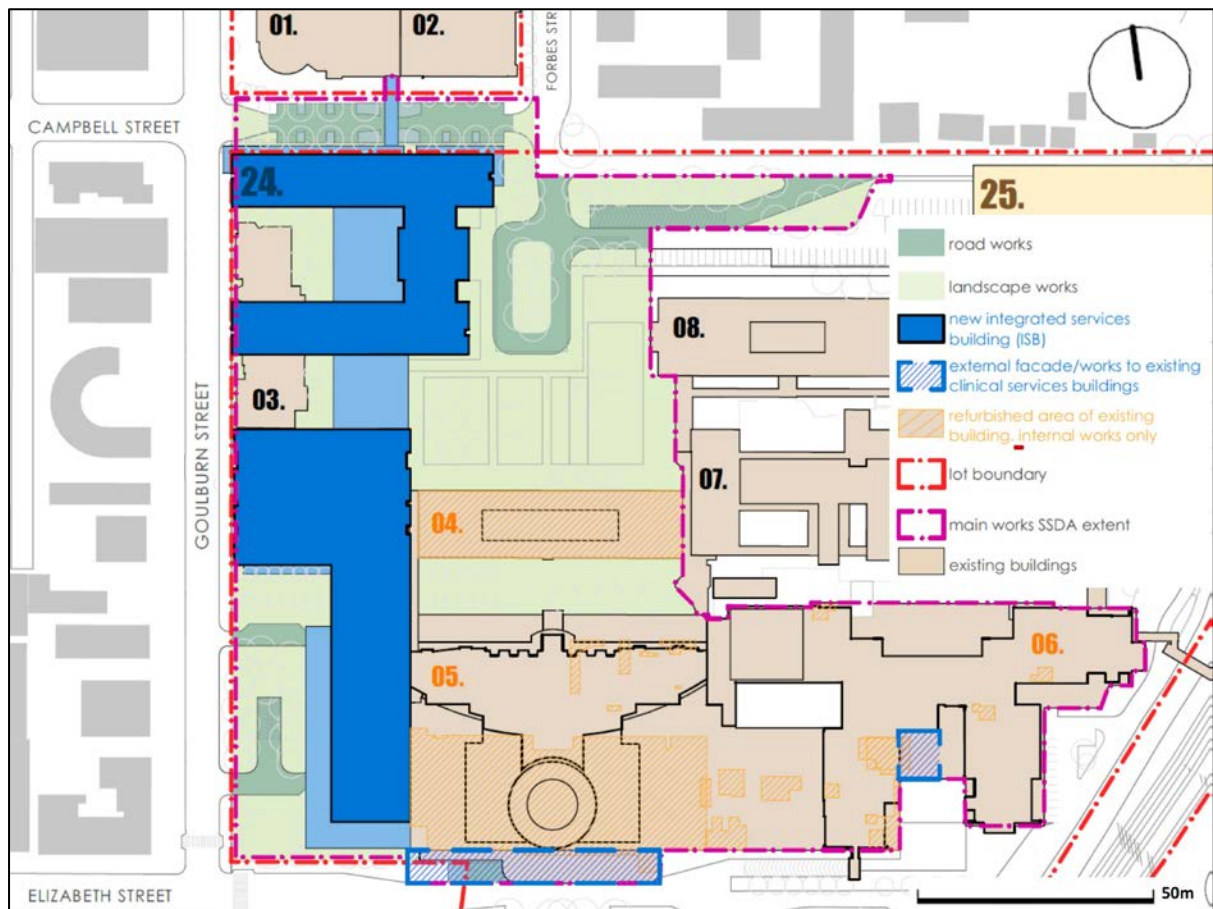 01.
02.
FORBES STR
CAMPBELL STREET
24.
25.
road works
landscape works
new integrated services
building (ISB)
external facade/works to existing
clinical services buildings
refurbished area of existing
building, internal works only
lot boundary
main works SSDA extent
existing buildings
08.
03.
GOULBURN STREET
07.
04.
05.
06.
ELIZABETH STREET
50m